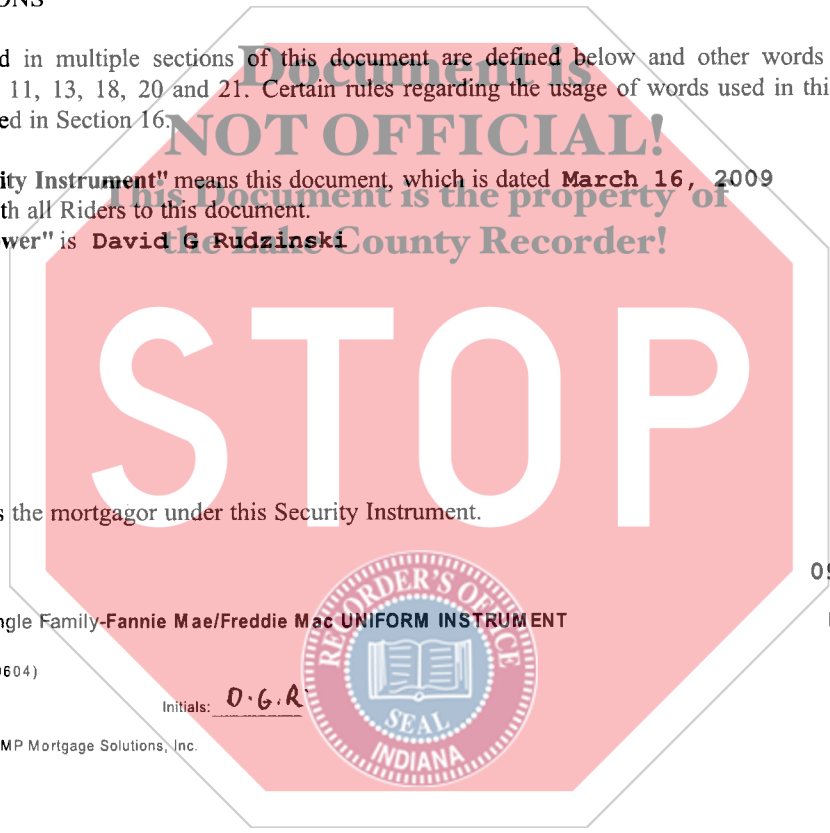 ONS
d in multiple sections of this document are defined below and other words
11, 13, 18, 20 and 21. Certain rules regarding the usage of words used in thi
ed in Section 16.
Document is
NOT OFFICIAL!
This Document is the property of
the Lake County Recorder!
ity Instrument" means this document, which is dated March 16, 2009
th all Riders to this document.
ower" is David G Rudzinski
STOP
s the mortgagor under this Security Instrument.
09
ngle Family-Fannie Mae/Freddie Mac UNIFORM INSTRUMENT
0604)
Initials: D.G.R
MP Mortgage Solutions, Inc.
RECORDER'S OFFICE
SEAL
INDIANA